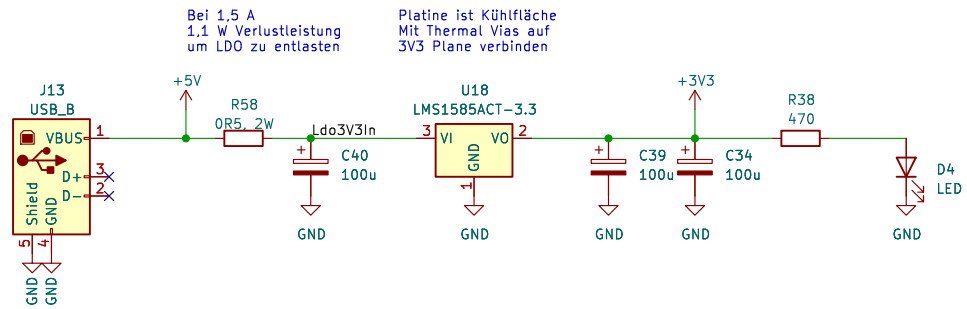 Bei 1,5 A
1,1 W Verlustleistung
um LDO zu entlasten
Platine ist Kühlfläche
Mit Thermal Vias auf
3V3 Plane verbinden
J13
USB_B
VBUS
1
D+
3
D-
2
Shield
GND
5
4
GND
GND
+5V
R58
0R5, 2W
Ldo3V3In
C40
100u
GND
U18
LMS1585ACT-3.3
3
VI
VO
2
GND
1
GND
C39
100u
GND
+3V3
C34
100u
GND
R38
470
D4
LED
GND